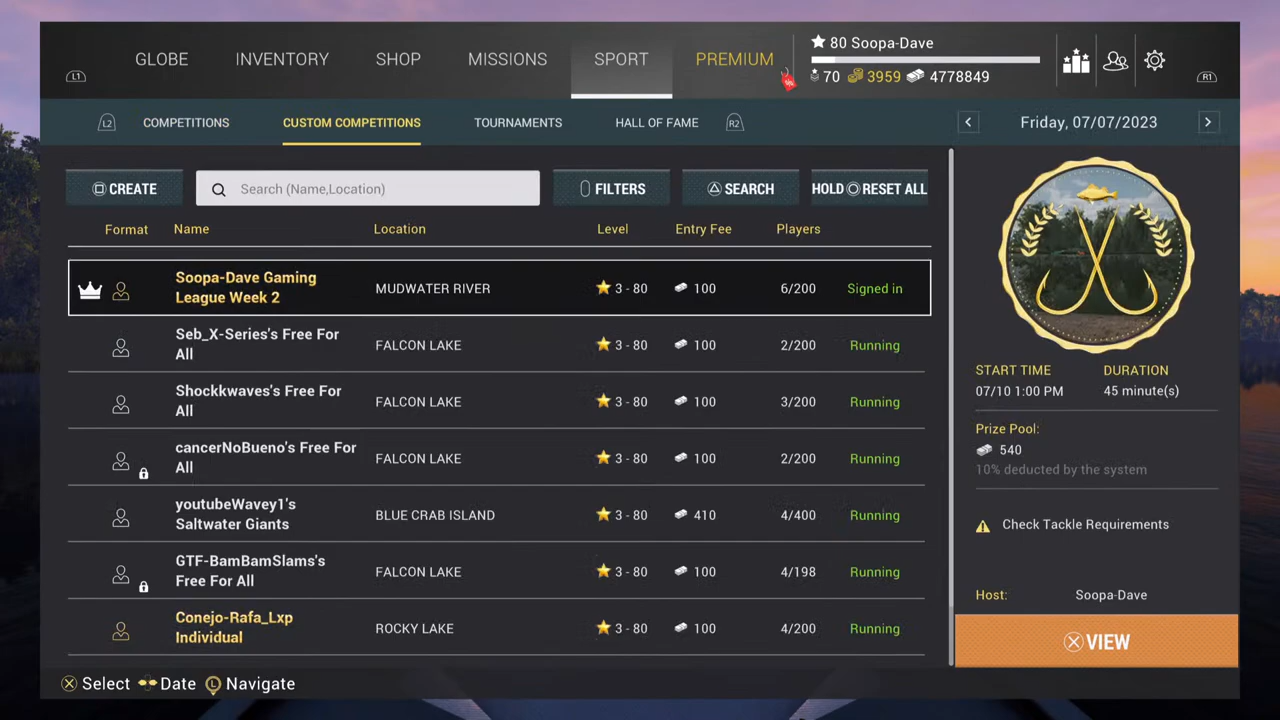 L1
GLOBE
INVENTORY
SHOP
MISSIONS
SPORT
PREMIUM
%
80 Soopa-Dave
70 3959 4778849
R1
L2
COMPETITIONS
CUSTOM COMPETITIONS
TOURNAMENTS
HALL OF FAME
R2
Friday, 07/07/2023
CREATE
Search (Name,Location)
FILTERS
SEARCH
HOLD RESET ALL
Format Name Location Level Entry Fee Players
Soopa-Dave Gaming
League Week 2
MUDWATER RIVER 3 - 80 100 6/200 Signed in
Seb_X-Series's Free For
All
FALCON LAKE 3 - 80 100 2/200 Running
Shockkwaves's Free For
All
FALCON LAKE 3 - 80 100 3/200 Running
cancerNoBueno's Free For
All
FALCON LAKE 3 - 80 100 2/200 Running
youtubeWavey1's
Saltwater Giants
BLUE CRAB ISLAND 3 - 80 410 4/400 Running
GTF-BamBamSlams's
Free For All
FALCON LAKE 3 - 80 100 4/198 Running
Conejo-Rafa_Lxp
Individual
ROCKY LAKE 3 - 80 100 4/200 Running
START TIME DURATION
07/10 1:00 PM 45 minute(s)
Prize Pool:
540
10% deducted by the system
Check Tackle Requirements
Host: Soopa-Dave
VIEW
Select Date L Navigate